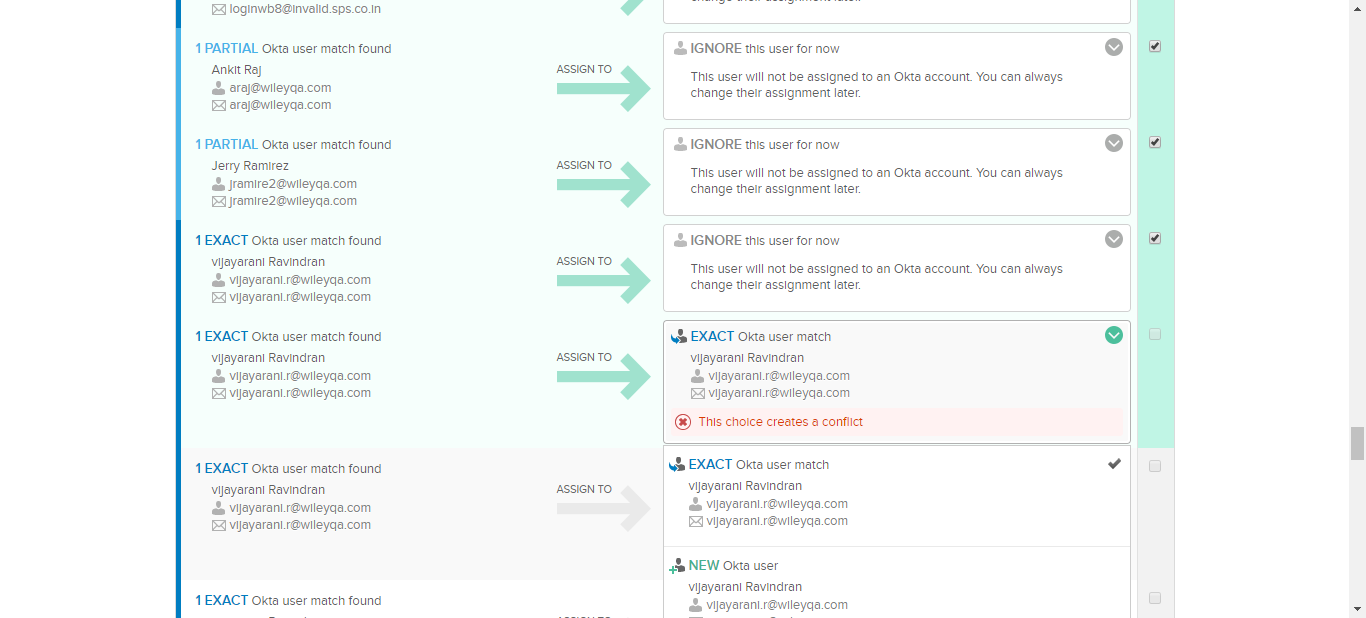 loginwb8@invalid.sps.co.in
change their assignment later.
1 PARTIAL Okta user match found
Ankit Raj
araj@wileyqa.com
araj@wileyqa.com
ASSIGN TO
IGNORE this user for now
This user will not be assigned to an Okta account. You can always
change their assignment later.
1 PARTIAL Okta user match found
Jerry Ramirez
jramire2@wileyqa.com
jramire2@wileyqa.com
ASSIGN TO
IGNORE this user for now
This user will not be assigned to an Okta account. You can always
change their assignment later.
1 EXACT Okta user match found
vijayarani Ravindran
vijayarani.r@wileyqa.com
vijayarani.r@wileyqa.com
ASSIGN TO
IGNORE this user for now
This user will not be assigned to an Okta account. You can always
change their assignment later.
1 EXACT Okta user match found
vijayarani Ravindran
vijayarani.r@wileyqa.com
vijayarani.r@wileyqa.com
ASSIGN TO
EXACT Okta user match
vijayarani Ravindran
vijayarani.r@wileyqa.com
vijayarani.r@wileyqa.com
This choice creates a conflict
1 EXACT Okta user match found
vijayarani Ravindran
vijayarani.r@wileyqa.com
vijayarani.r@wileyqa.com
ASSIGN TO
EXACT Okta user match
vijayarani Ravindran
vijayarani.r@wileyqa.com
vijayarani.r@wileyqa.com
NEW Okta user
vijayarani Ravindran
vijayarani.r@wileyqa.com
1 EXACT Okta user match found